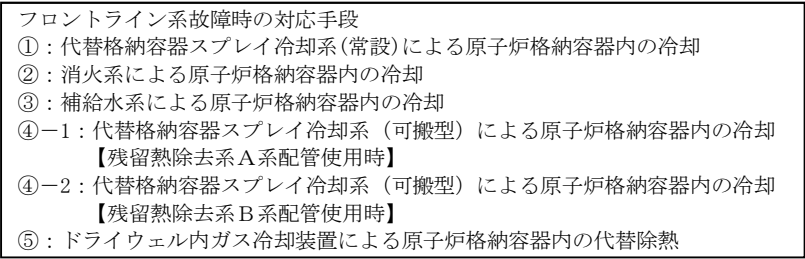 フロントライン系故障時の対応手段
①：代替格納容器スプレイ冷却系(常設)による原子炉格納容器内の冷却
②：消火系による原子炉格納容器内の冷却
③：補給水系による原子炉格納容器内の冷却
④－1：代替格納容器スプレイ冷却系（可搬型）による原子炉格納容器内の冷却
【残留熱除去系Ａ系配管使用時】
④－2：代替格納容器スプレイ冷却系（可搬型）による原子炉格納容器内の冷却
【残留熱除去系Ｂ系配管使用時】
⑤：ドライウェル内ガス冷却装置による原子炉格納容器内の代替除熱